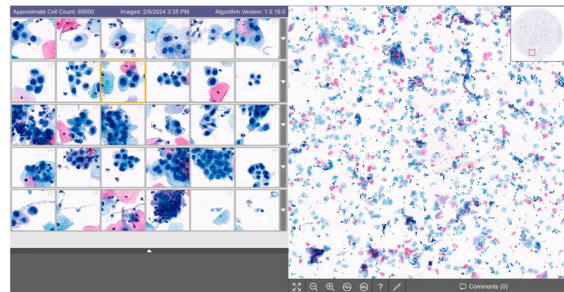 Approximate Cell Count: 65600 Imaged: 2/8/2024 3:35 PM Algorithm Version: 1.0.16.0
? Comments (0)